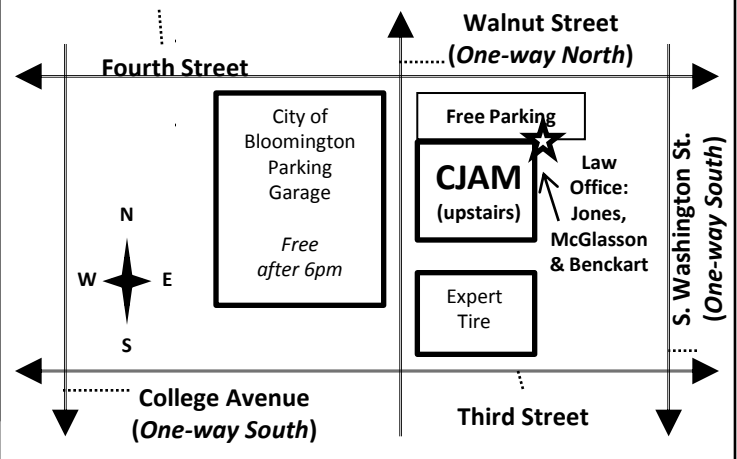 Walnut Street
(One-way North)
Fourth Street
City of
Bloomington
Parking
Garage
Free
after 6pm
Free Parking
CJAM
(upstairs)
Law
Office:
Jones,
McGlasson
& Benckart
S. Washington St.
(One-way South)
N
W
E
S
Expert
Tire
College Avenue
(One-way South)
Third Street